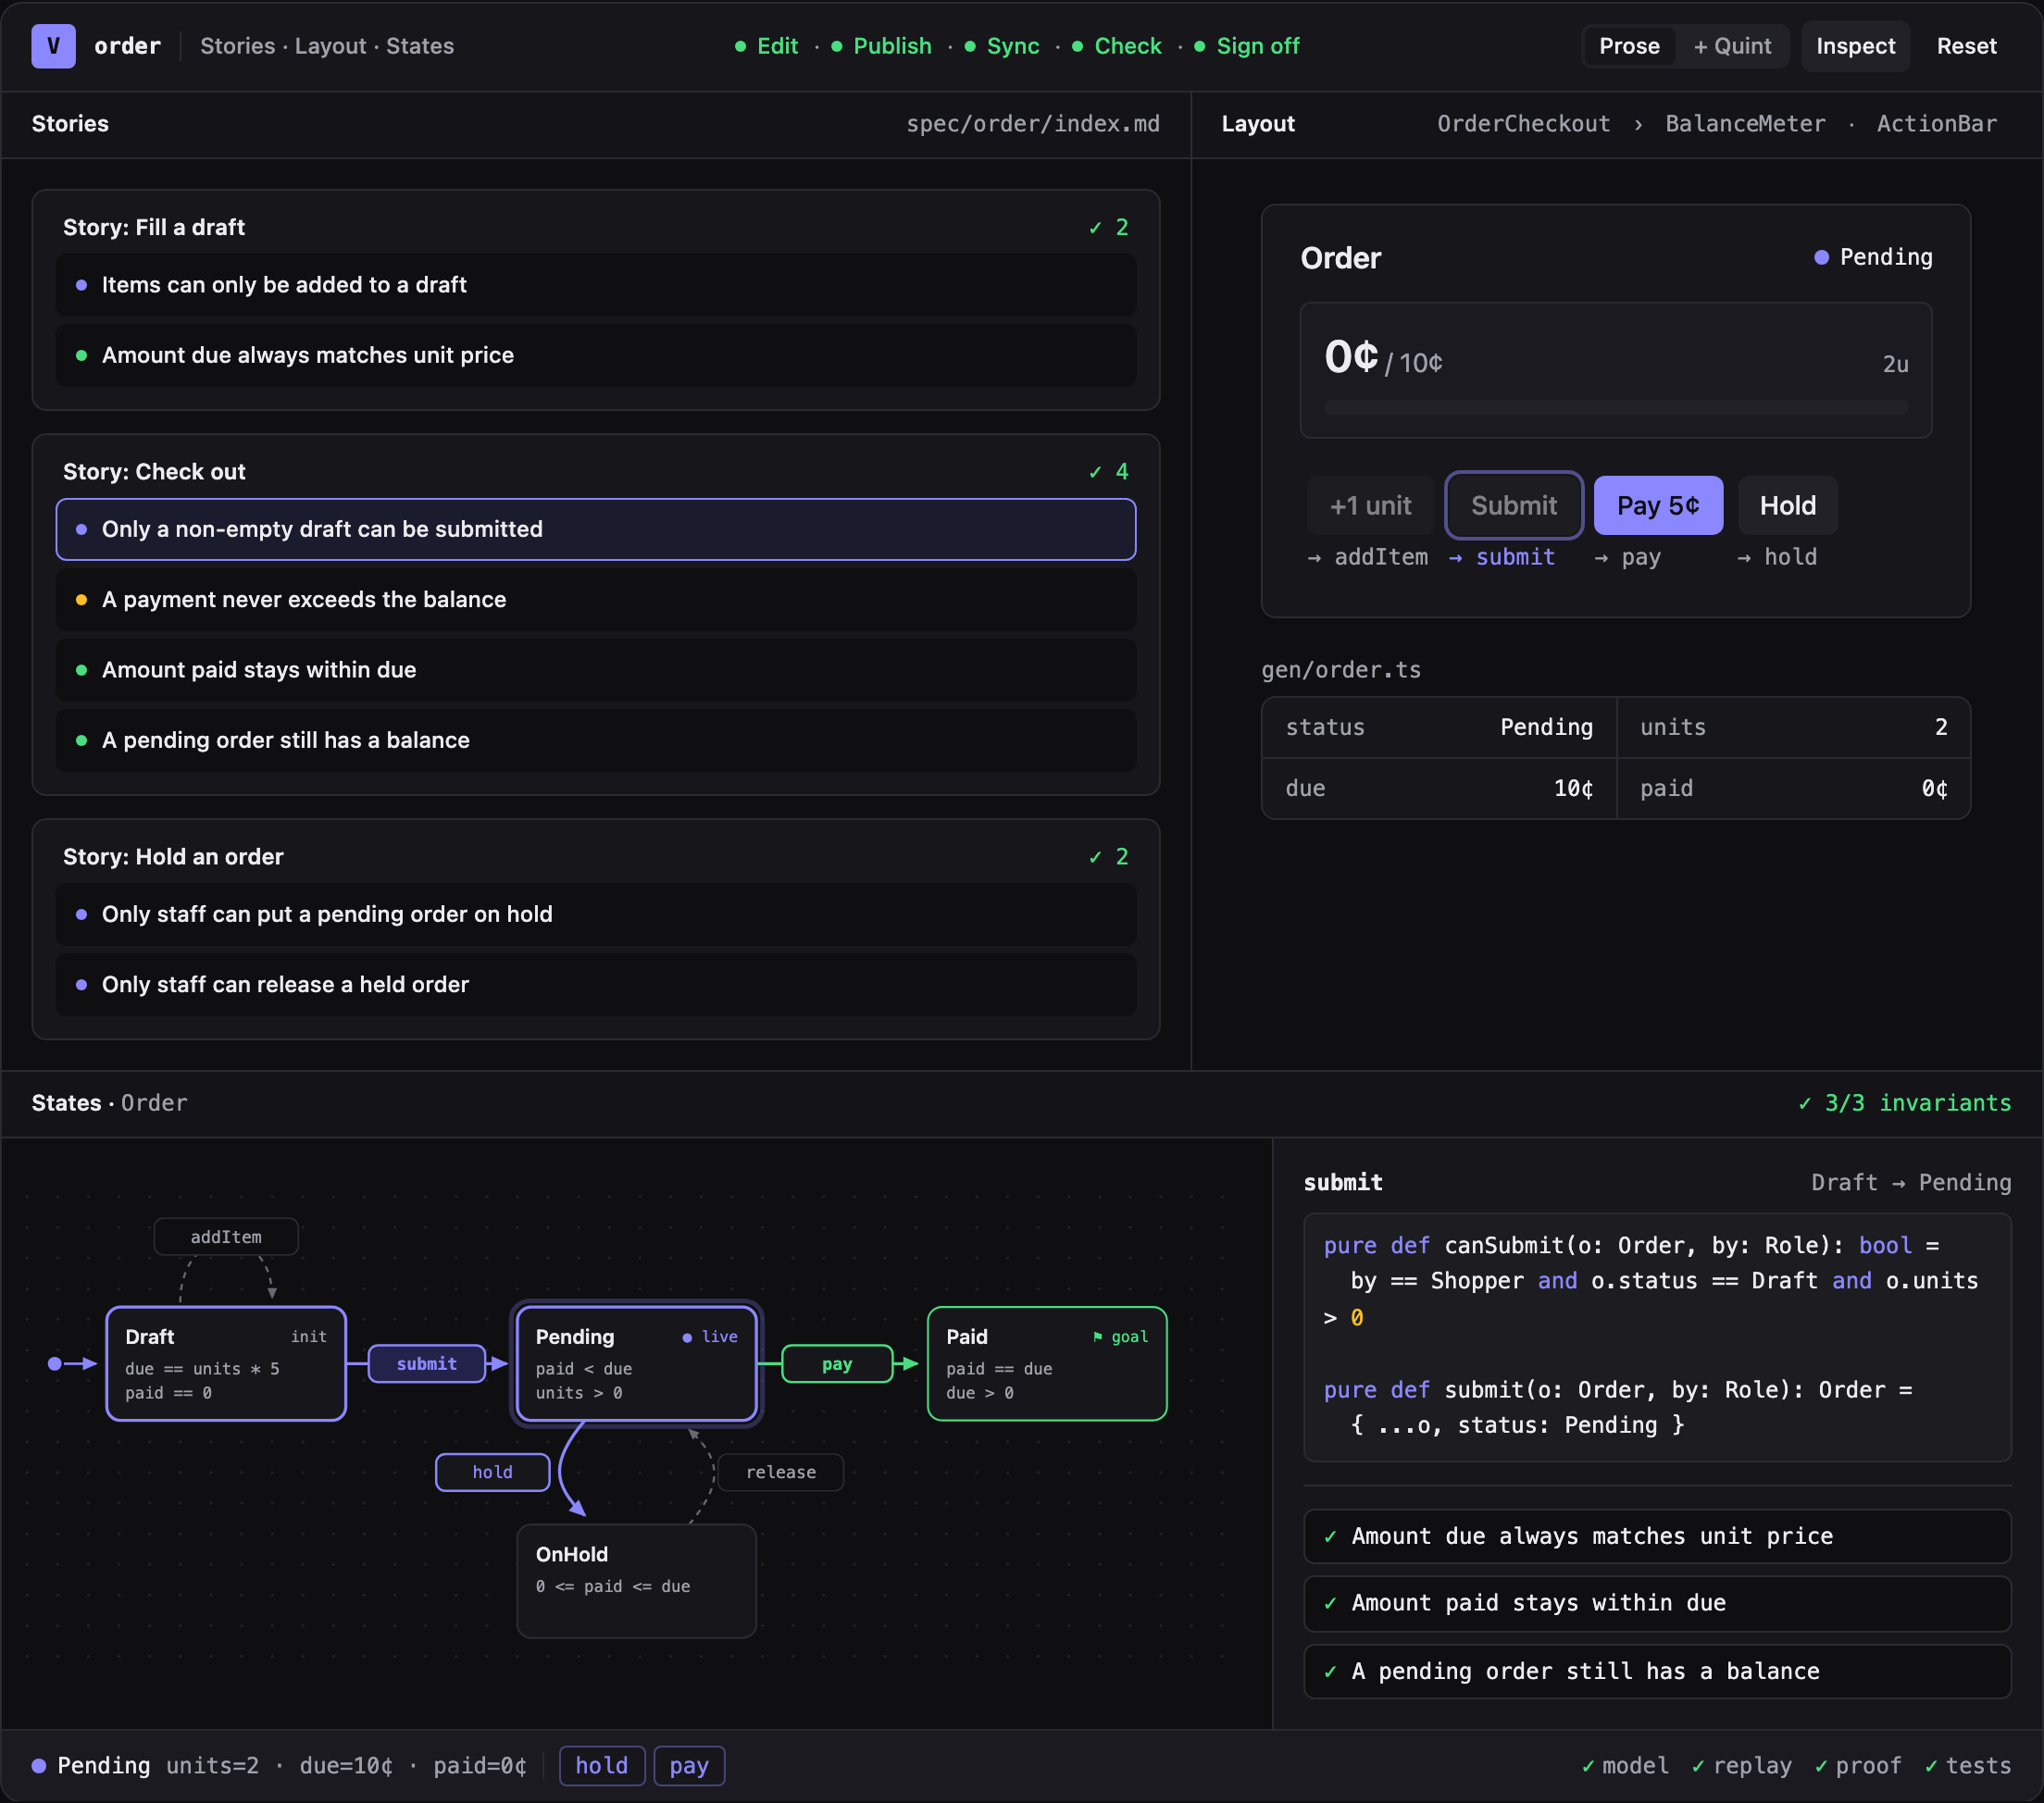 V order Stories · Layout · States
Edit · Publish · Sync · Check · Sign off
Prose + Quint Inspect Reset
Stories spec/order/index.md
Story: Fill a draft ✓ 2
Items can only be added to a draft
Amount due always matches unit price
Story: Check out ✓ 4
Only a non-empty draft can be submitted
A payment never exceeds the balance
Amount paid stays within due
A pending order still has a balance
Story: Hold an order ✓ 2
Only staff can put a pending order on hold
Only staff can release a held order
Layout OrderCheckout › BalanceMeter · ActionBar
Order Pending
0¢ / 10¢ 2u
+1 unit Submit Pay 5¢ Hold
→ addItem → submit → pay → hold
gen/order.ts
status Pending units 2
due 10¢ paid 0¢
States · Order ✓ 3/3 invariants
addItem
Draft init
due == units * 5
paid == 0
submit
Pending live
paid < due
units > 0
pay
Paid goal
paid == due
due > 0
hold
release
OnHold
0 <= paid <= due
submit Draft → Pending
pure def canSubmit(o: Order, by: Role): bool =
by == Shopper and o.status == Draft and o.units
> 0
pure def submit(o: Order, by: Role): Order =
{ ...o, status: Pending }
✓ Amount due always matches unit price
✓ Amount paid stays within due
✓ A pending order still has a balance
Pending units=2 · due=10¢ · paid=0¢ hold pay
✓ model ✓ replay ✓ proof ✓ tests